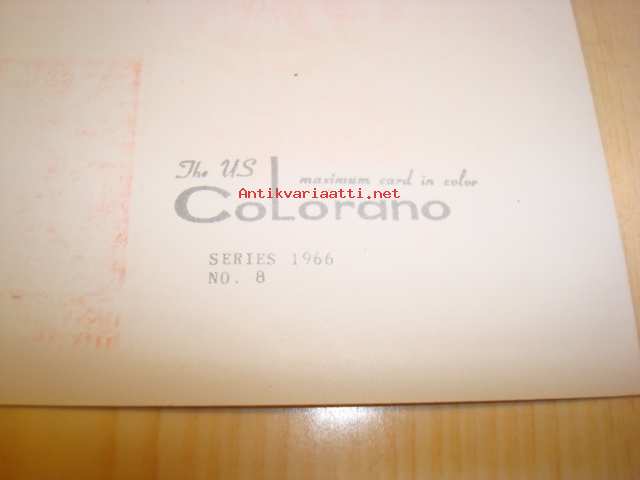 The US
maximum card in color
Antikvariaatti.net
CoLorano
SERIES 1966
NO. 8